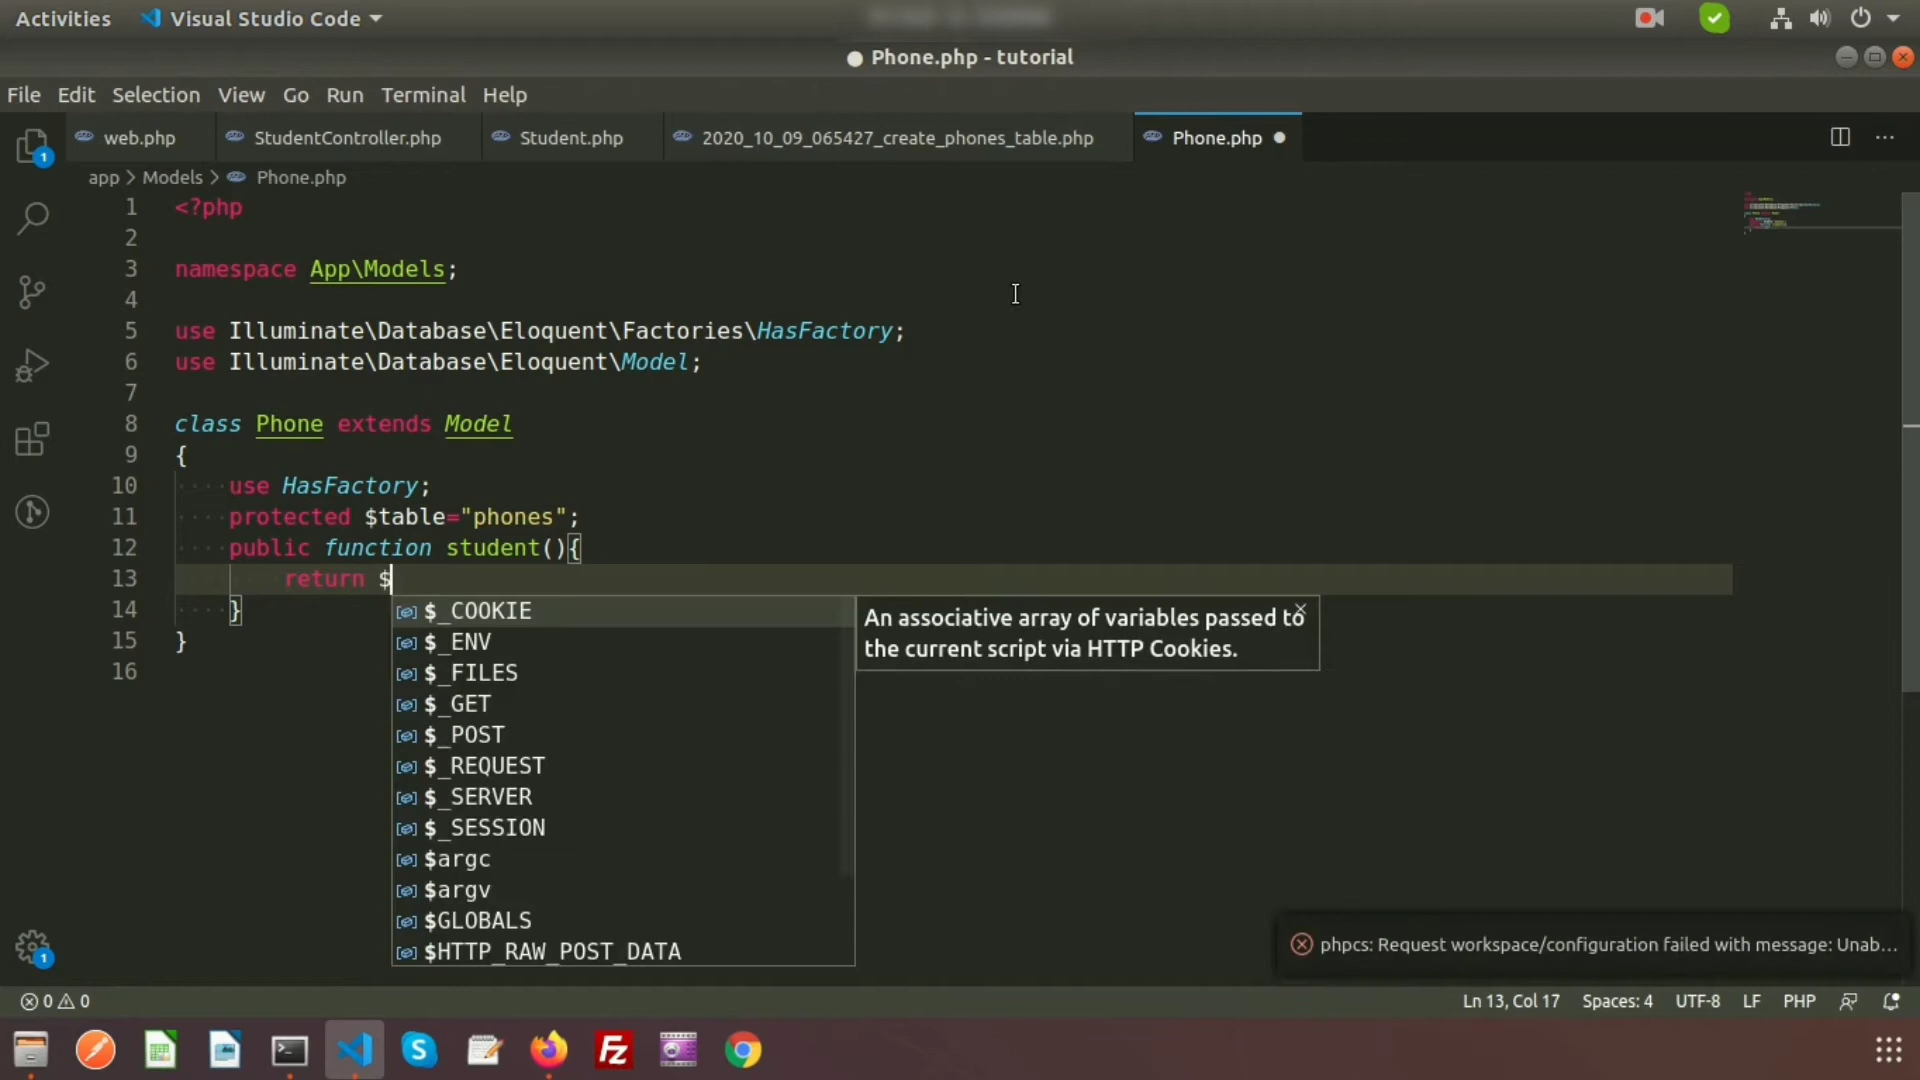 Activities Visual Studio Code
Phone.php - tutorial
File Edit Selection View Go Run Terminal Help
web.php StudentController.php Student.php 2020_10_09_065427_create_phones_table.php Phone.php
app > Models > Phone.php
1 <?php
2
3 namespace App\Models;
4
5 use Illuminate\Database\Eloquent\Factories\HasFactory;
6 use Illuminate\Database\Eloquent\Model;
7
8 class Phone extends Model
9 {
10 use HasFactory;
11 protected $table="phones";
12 public function student(){
13 return $
14 }
15 }
16
$_COOKIE
$_ENV
$_FILES
$_GET
$_POST
$_REQUEST
$_SERVER
$_SESSION
$argc
$argv
$GLOBALS
$HTTP_RAW_POST_DATA
An associative array of variables passed to
the current script via HTTP Cookies.
1
1
phpcs: Request workspace/configuration failed with message: Unab...
0 0 Ln 13, Col 17 Spaces: 4 UTF-8 LF PHP
S Fz